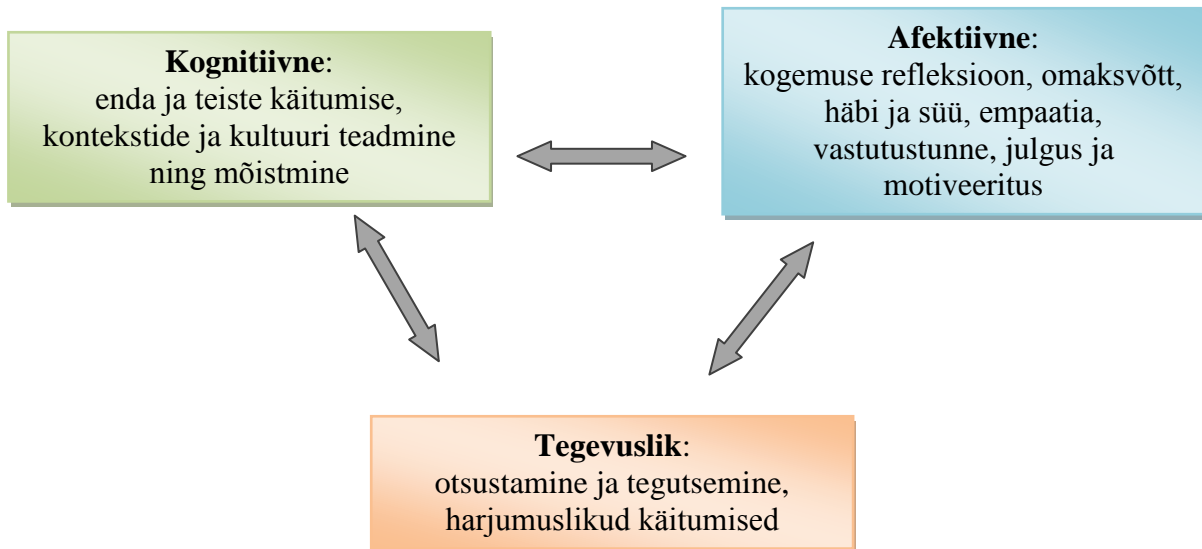 Kognitiivne:
enda ja teiste käitumise,
kontekstide ja kultuuri teadmine
ning mõistmine
Afektiivne:
kogemuse refleksioon, omaksvõtt,
häbi ja süü, empaatia,
vastutustunne, julgus ja
motiveeritus
Tegevuslik:
otsustamine ja tegutsemine,
harjumuslikud käitumised